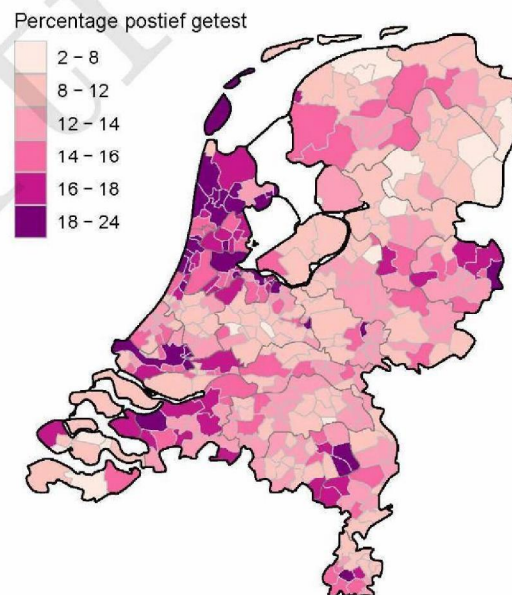 Percentage postief getest
2 – 8
8 – 12
12 – 14
14 – 16
16 – 18
18 – 24